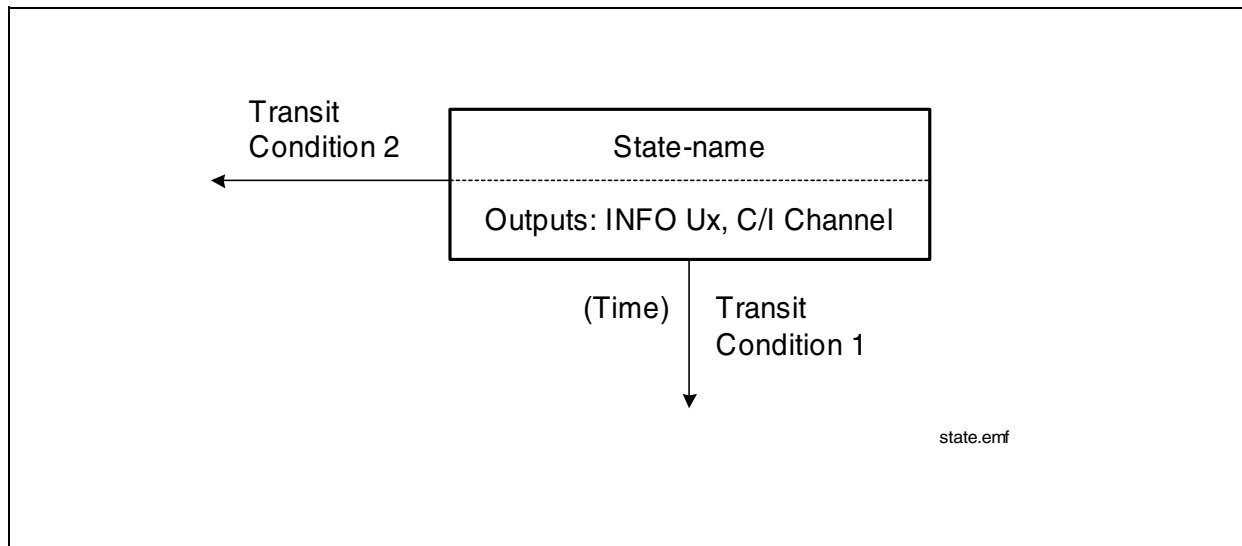 Transit
Condition 2
State-name
Outputs: INFO Ux, C/I Channel
(Time)
Transit
Condition 1
state.emf